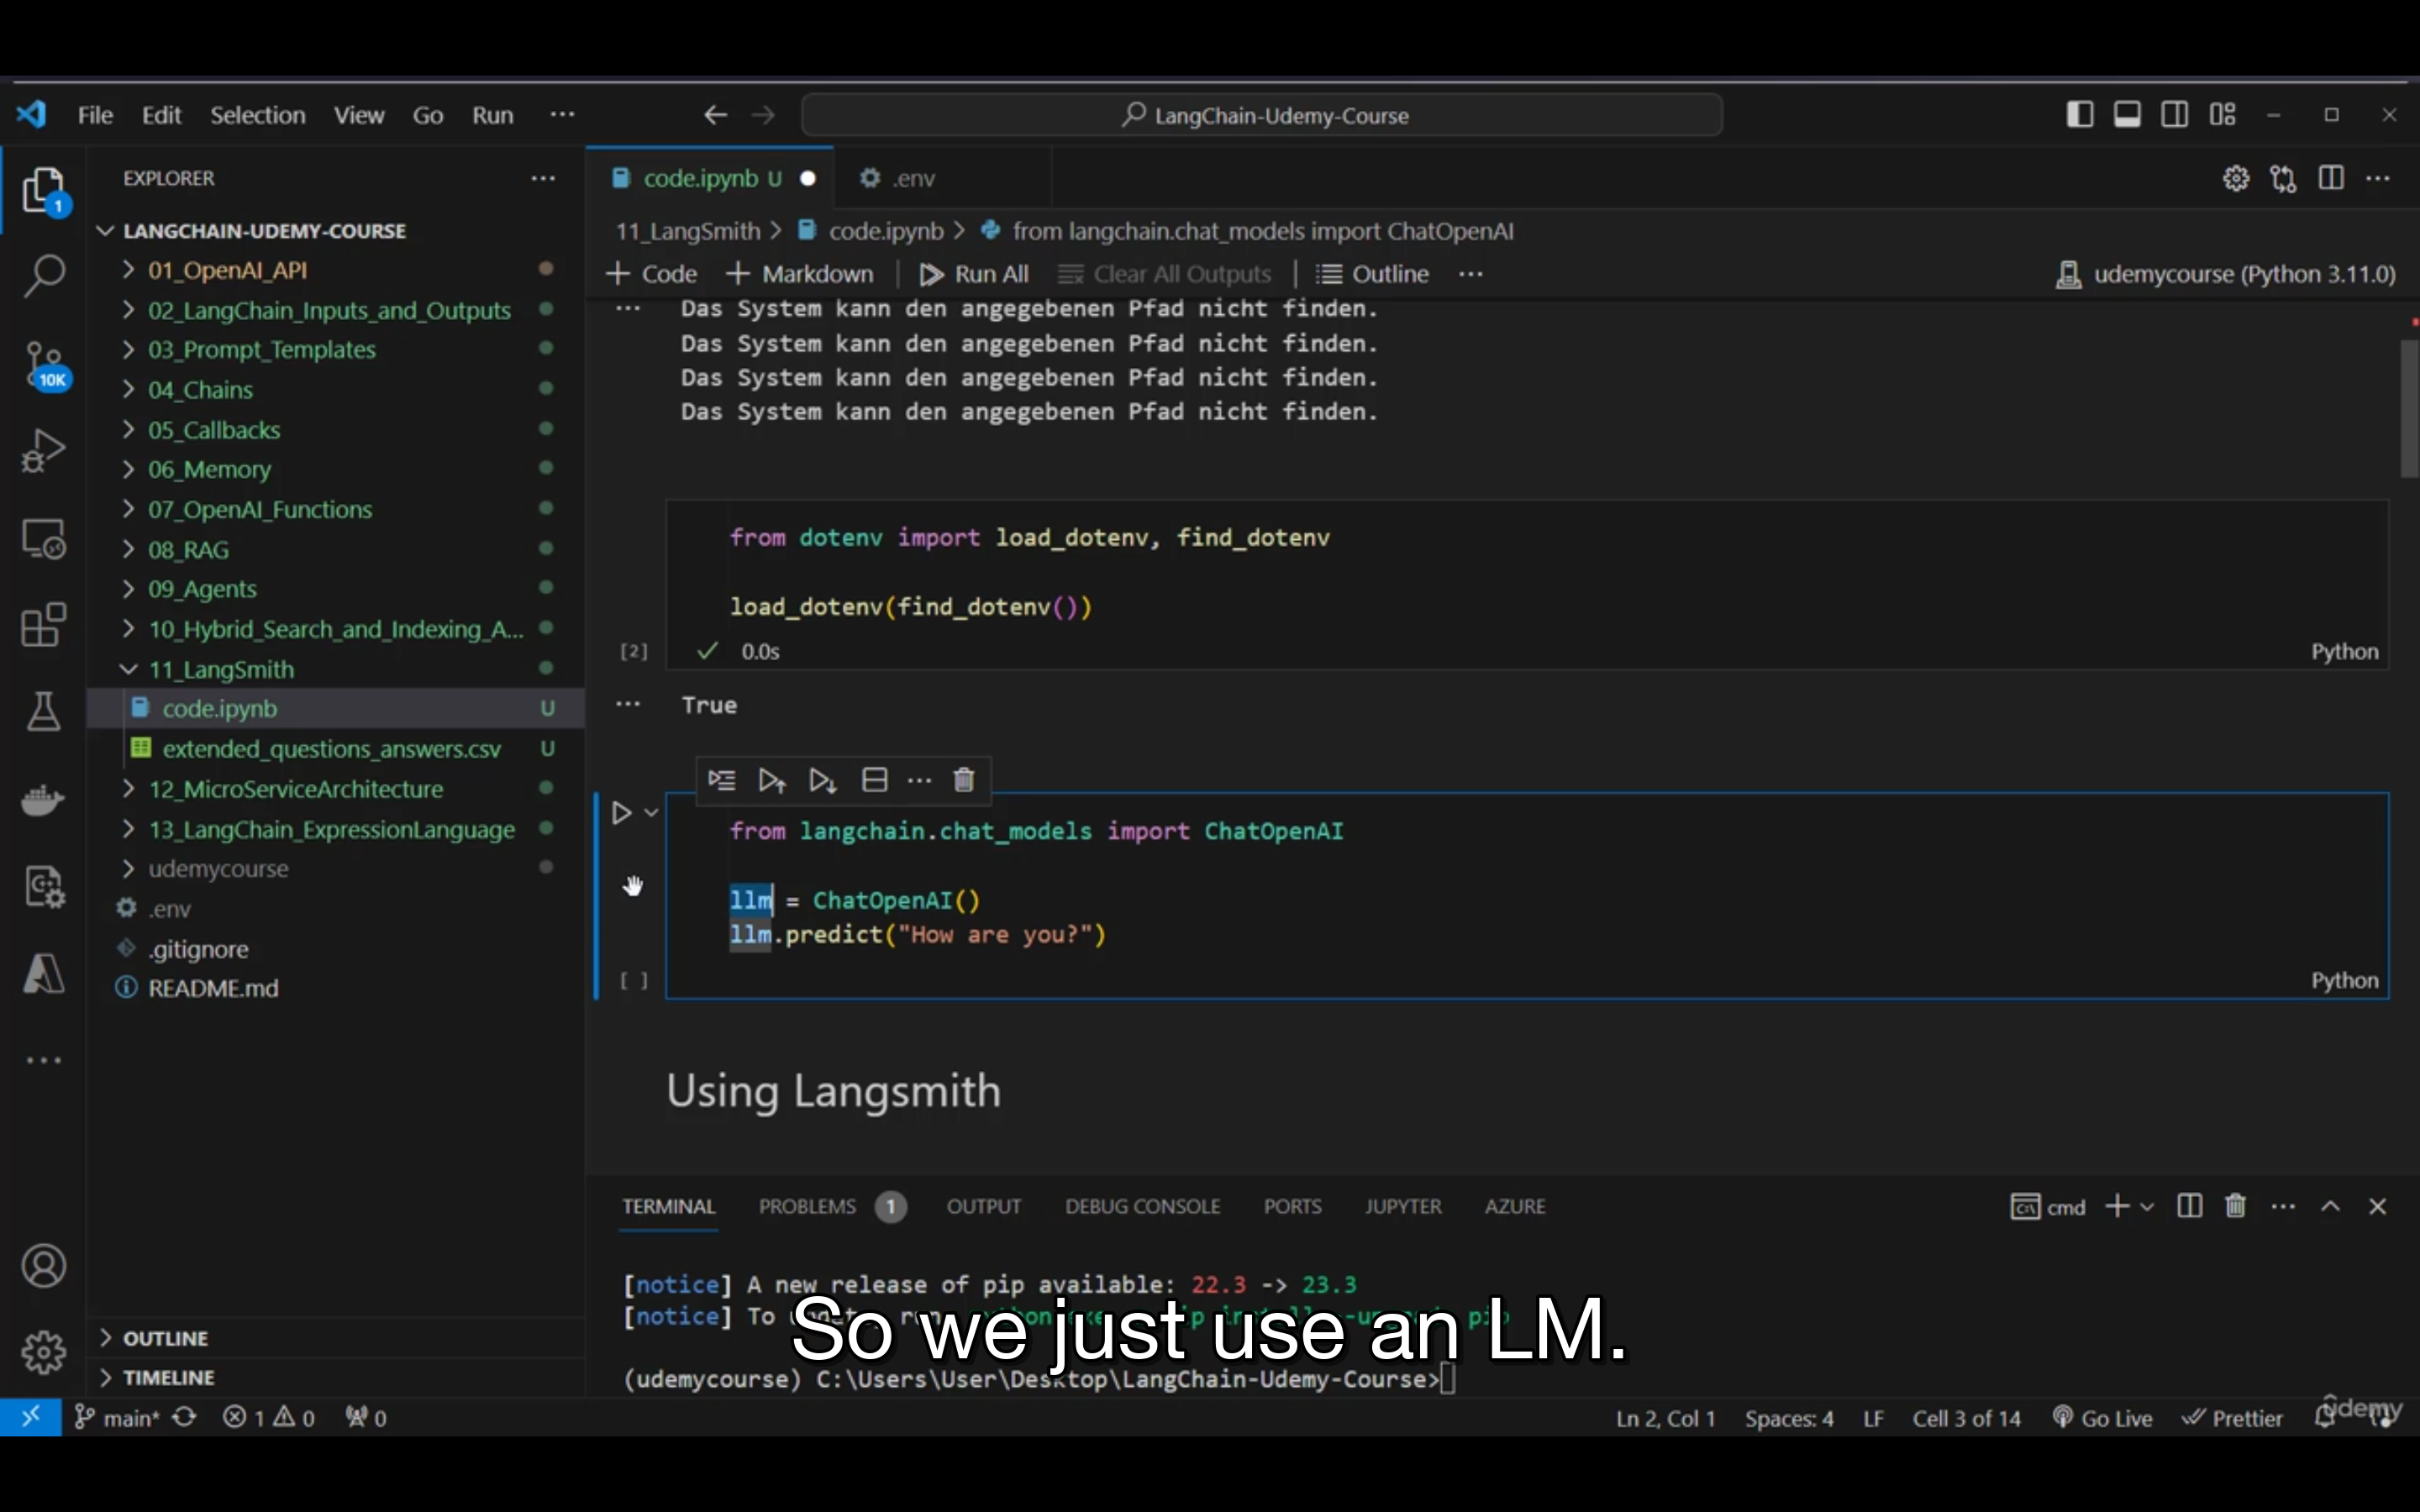 File Edit Selection View Go Run ...
LangChain-Udemy-Course
EXPLORER ...
LANGCHAIN-UDEMY-COURSE
01_OpenAI_API
02_LangChain_Inputs_and_Outputs
03_Prompt_Templates
04_Chains
05_Callbacks
06_Memory
07_OpenAI_Functions
08_RAG
09_Agents
10_Hybrid_Search_and_Indexing_A...
11_LangSmith
code.ipynb U
extended_questions_answers.csv U
12_MicroServiceArchitecture
13_LangChain_ExpressionLanguage
udemycourse
.env
.gitignore
README.md
OUTLINE
TIMELINE
1
10K
code.ipynb U
.env
11_LangSmith > code.ipynb > from langchain.chat_models import ChatOpenAI
+ Code + Markdown | Run All Clear All Outputs | Outline ...
udemycourse (Python 3.11.0)
Das System kann den angegebenen Pfad nicht finden.
Das System kann den angegebenen Pfad nicht finden.
Das System kann den angegebenen Pfad nicht finden.
Das System kann den angegebenen Pfad nicht finden.
from dotenv import load_dotenv, find_dotenv
load_dotenv(find_dotenv())
[2] 0.0s Python
True
from langchain.chat_models import ChatOpenAI
llm = ChatOpenAI()
llm.predict("How are you?")
[ ] Python
Using Langsmith
TERMINAL PROBLEMS 1 OUTPUT DEBUG CONSOLE PORTS JUPYTER AZURE
cmd
[notice] A new release of pip available: 22.3 -> 23.3
[notice] To
So we just use an LM.
(udemycourse) C:\Users\User\Desktop\LangChain-Udemy-Course>
main* 1 0 0
Ln 2, Col 1 Spaces: 4 LF Cell 3 of 14 Go Live Prettier
udemy